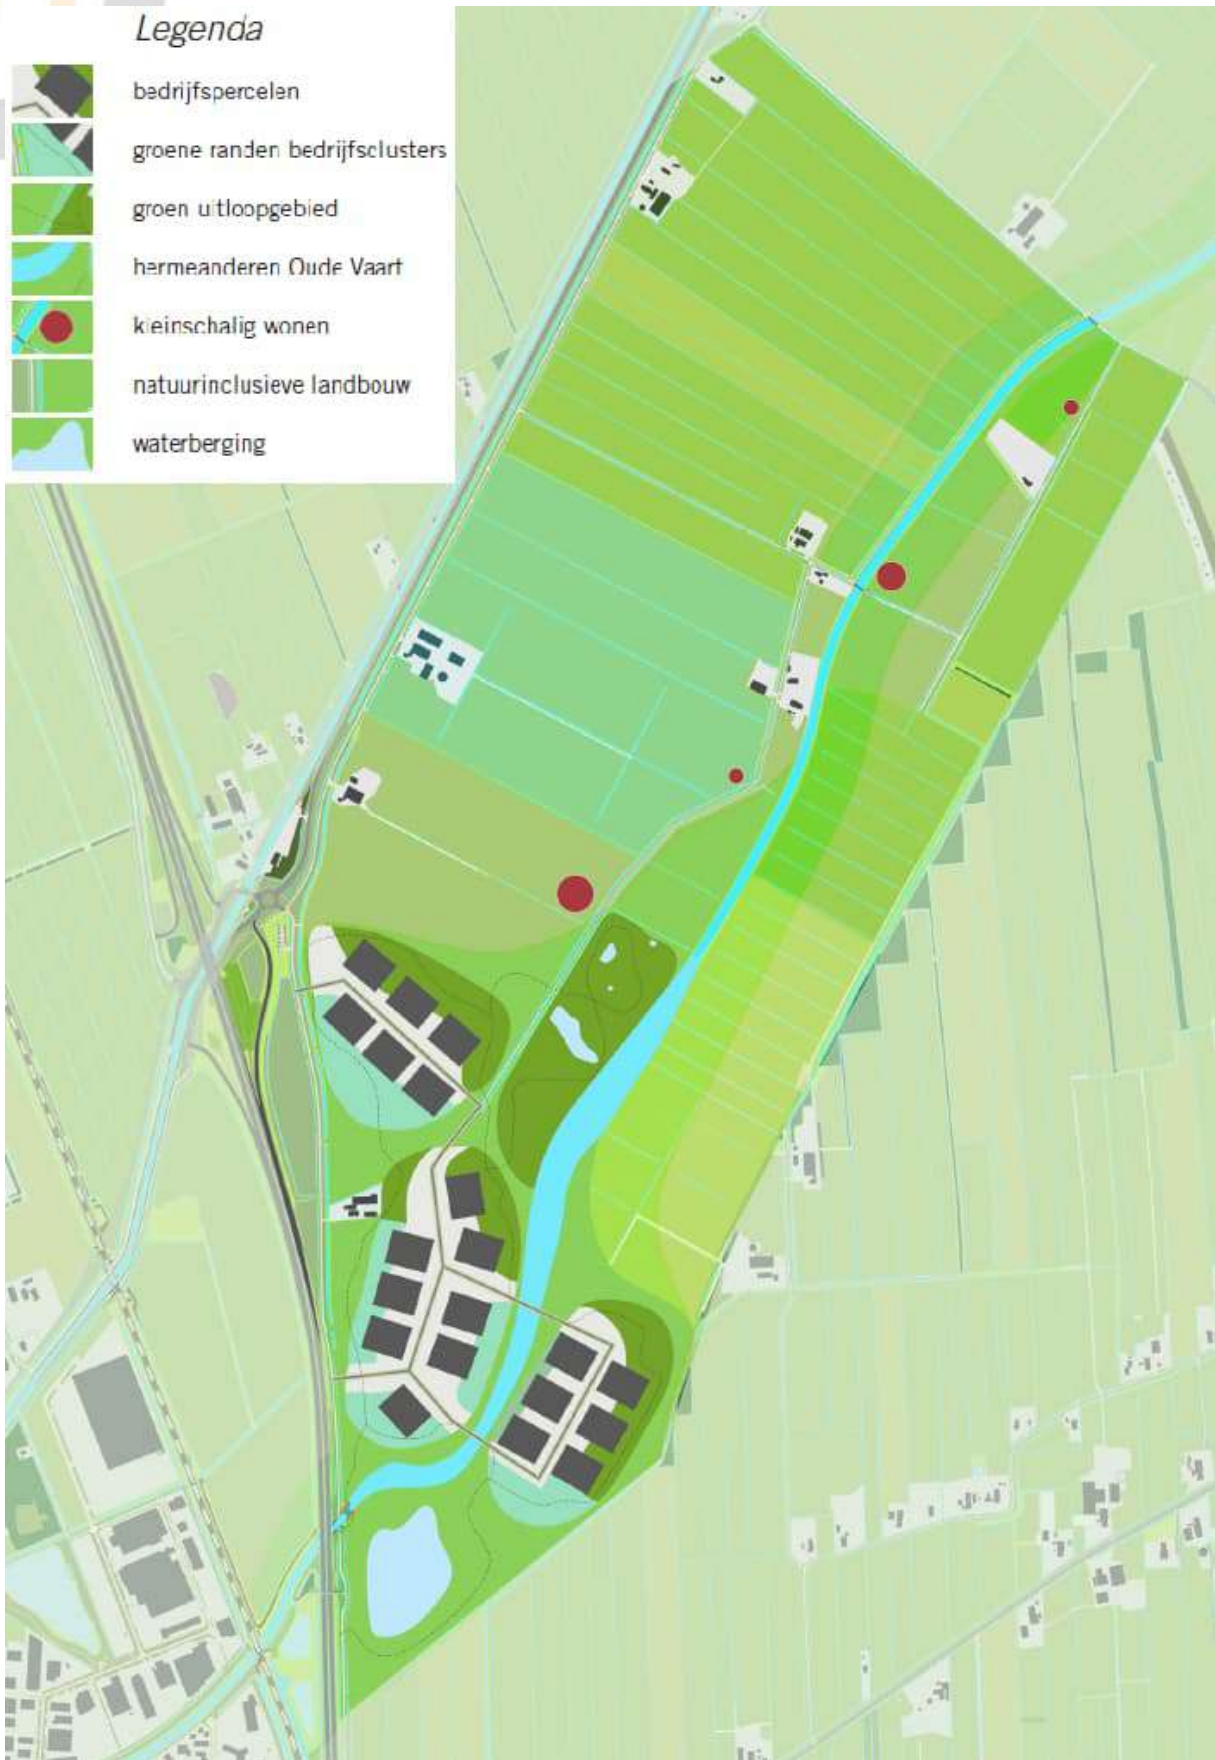 Legenda
bedrijfspercelen
groene randen bedrijfsclusters
groen uitloopgebied
hermeanderen Oude Vaart
kleinschalig wonen
natuurinclusieve landbouw
waterberging